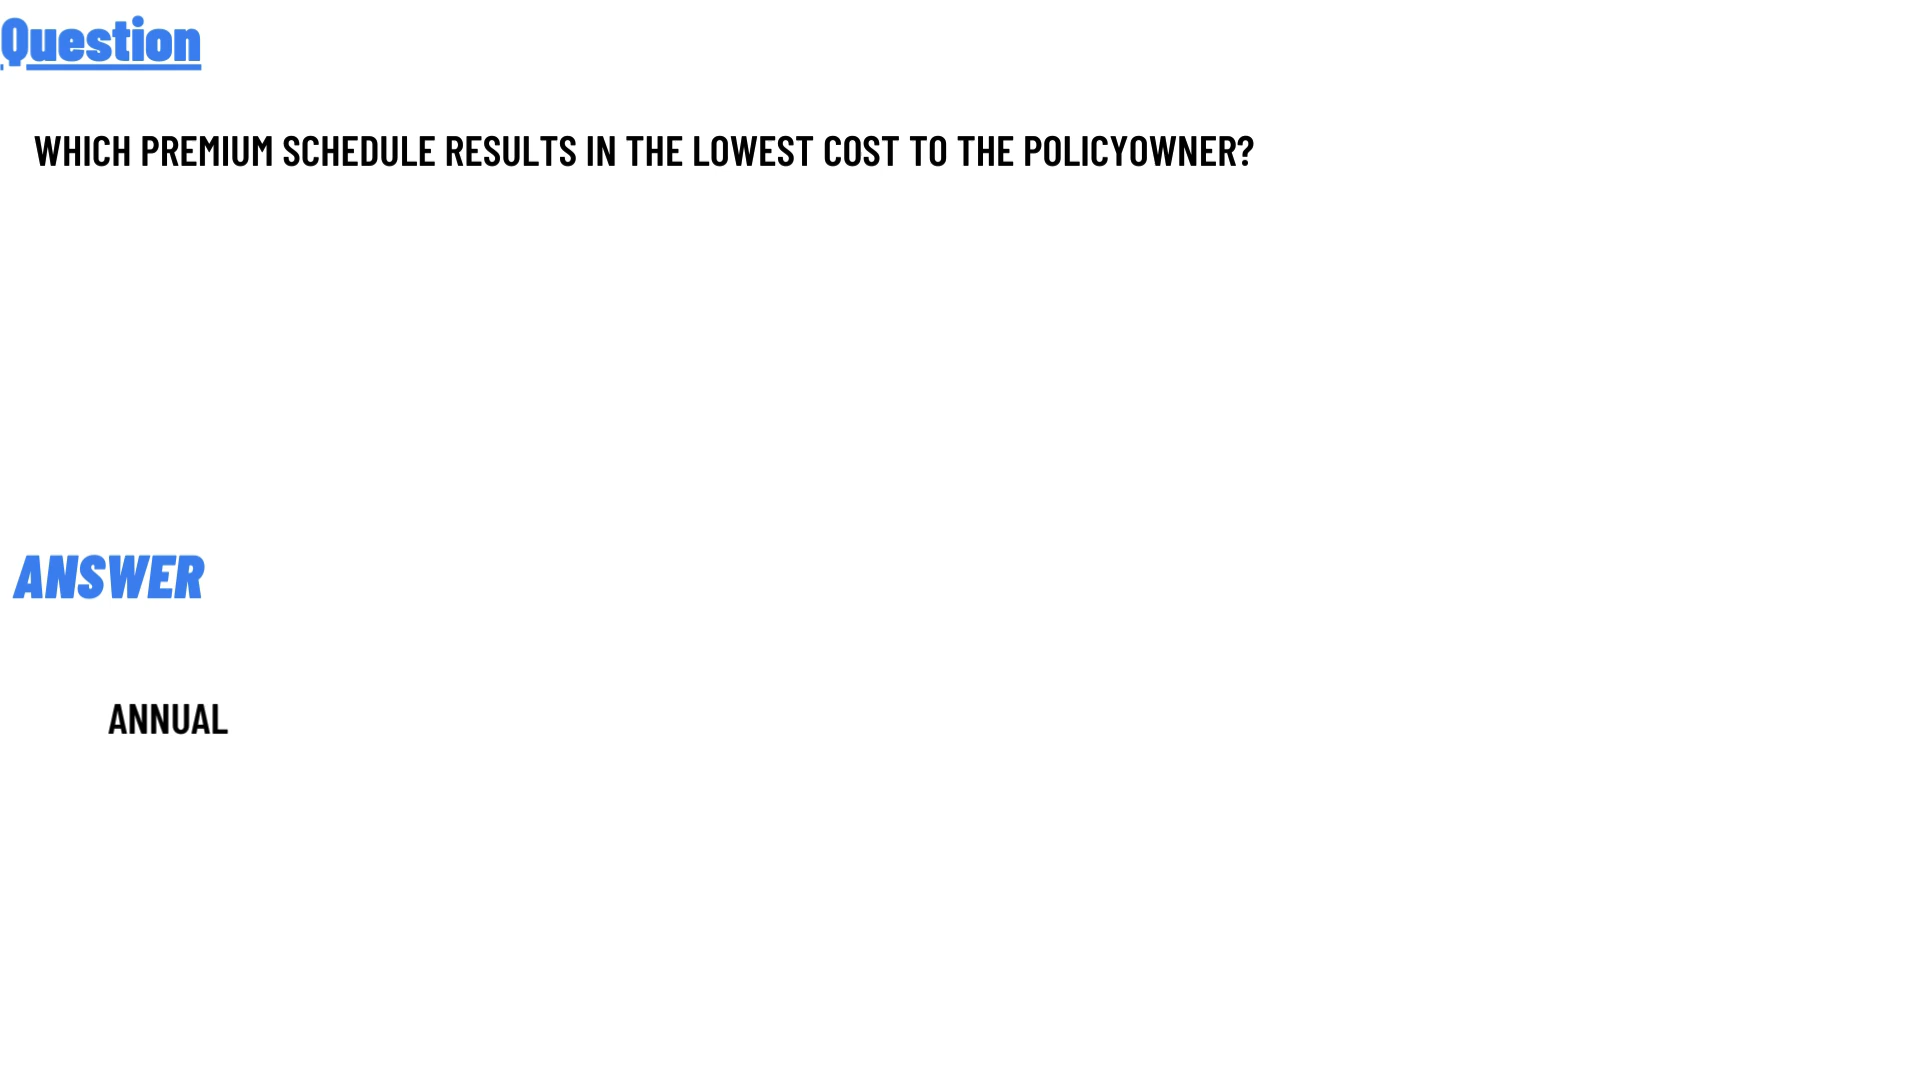 Question
WHICH PREMIUM SCHEDULE RESULTS IN THE LOWEST COST TO THE POLICYOWNER?
ANSWER
ANNUAL